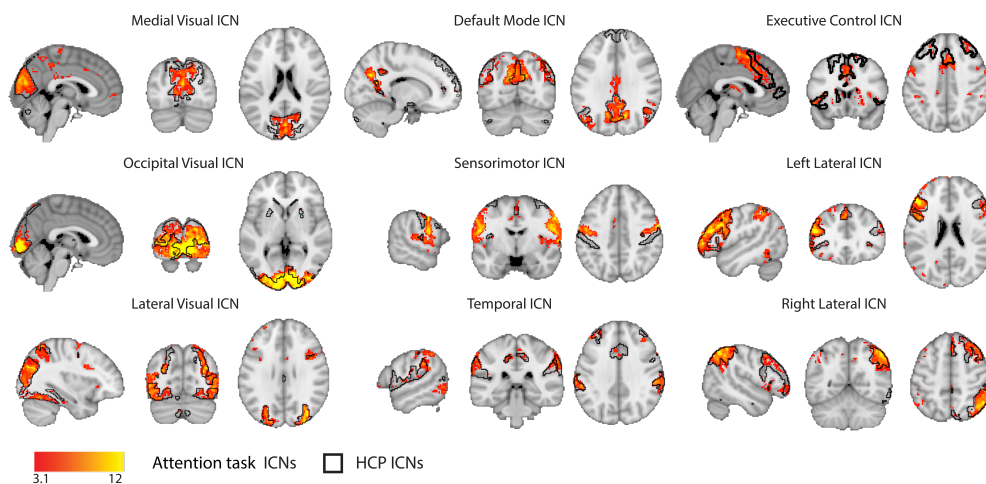 Medial Visual ICN
Default Mode ICN
Executive Control ICN
Occipital Visual ICN
Sensorimotor ICN
Left Lateral ICN
Lateral Visual ICN
Temporal ICN
Right Lateral ICN
3.1 12
Attention task ICNs
HCP ICNs